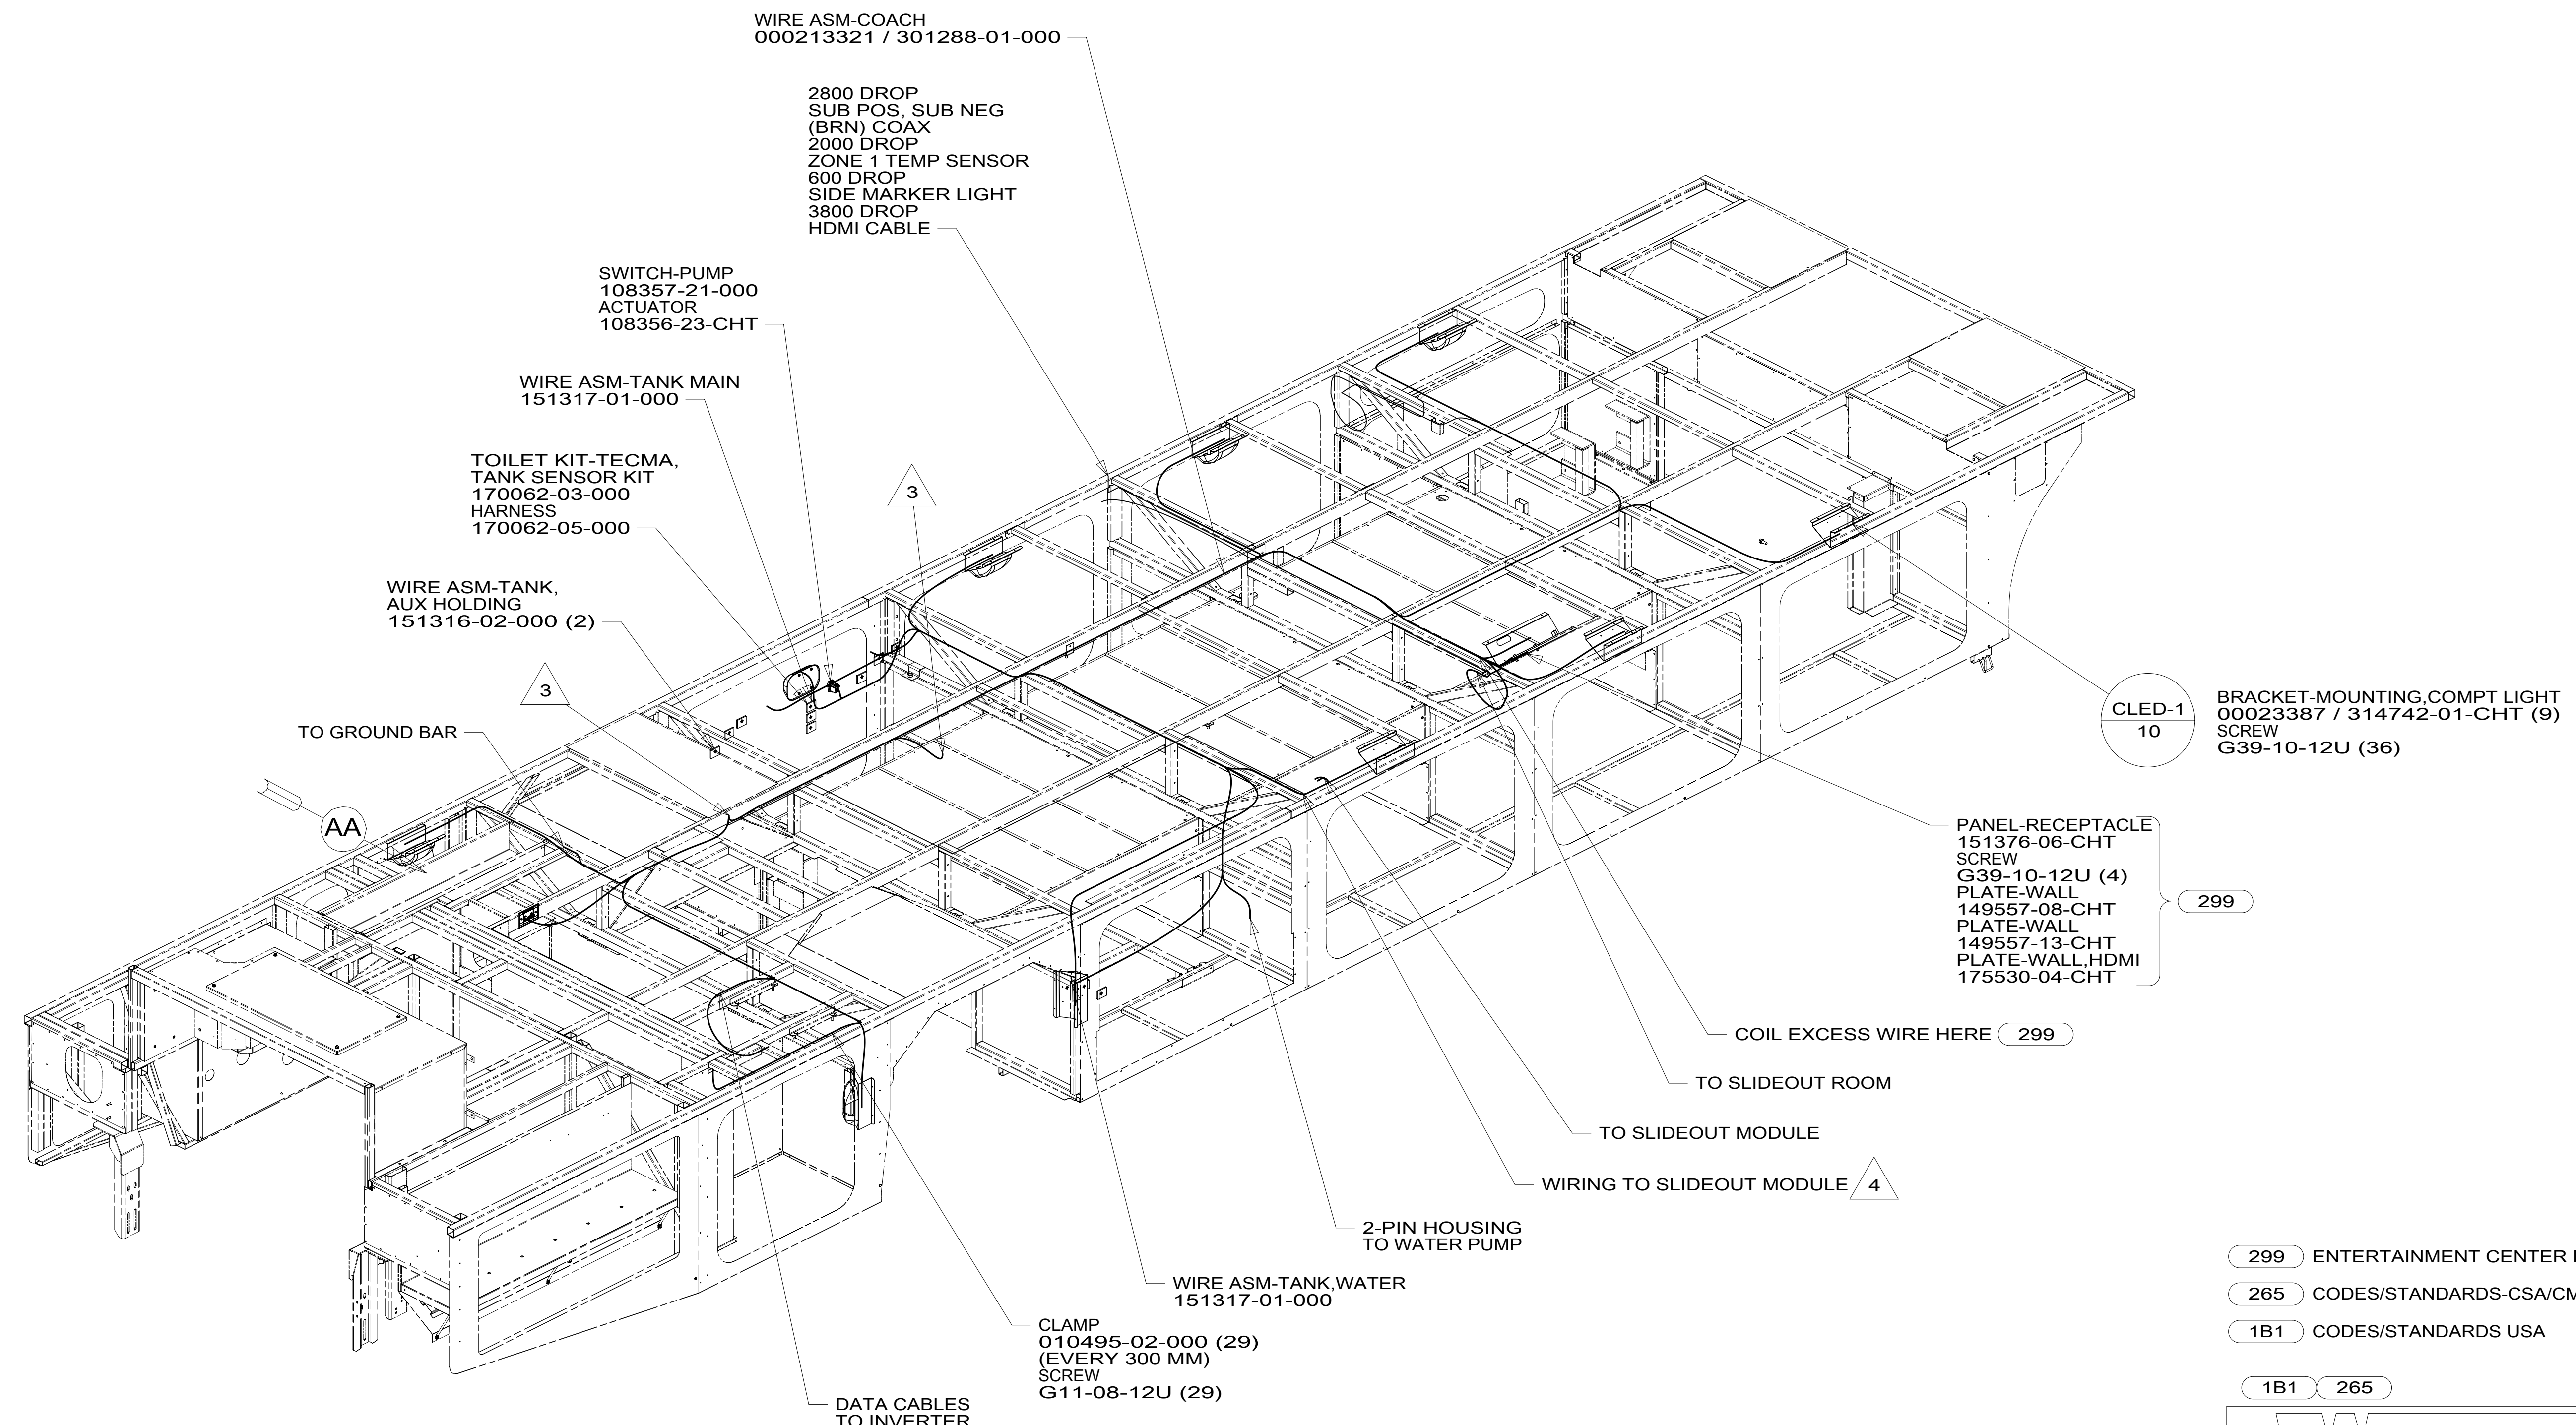 WIRE ASM-COACH
000213321 / 301288-01-000
2800 DROP
SUB POS, SUB NEG
(BRN) COAX
2000 DROP
ZONE 1 TEMP SENSOR
600 DROP
SIDE MARKER LIGHT
3800 DROP
HDMI CABLE
SWITCH-PUMP
108357-21-000
ACTUATOR
108356-23-CHT
WIRE ASM-TANK MAIN
151317-01-000
TOILET KIT-TECMA,
TANK SENSOR KIT
170062-03-000
HARNESS
170062-05-000
3
WIRE ASM-TANK,
AUX HOLDING
151316-02-000 (2)
3
TO GROUND BAR
AA
CLED-1
10
BRACKET-MOUNTING,COMPT LIGHT
00023387 / 314742-01-CHT (9)
SCREW
G39-10-12U (36)
PANEL-RECEPTACLE
151376-06-CHT
SCREW
G39-10-12U (4)
PLATE-WALL
149557-08-CHT
PLATE-WALL
149557-13-CHT
PLATE-WALL,HDMI
175530-04-CHT
299
COIL EXCESS WIRE HERE 299
TO SLIDEOUT ROOM
TO SLIDEOUT MODULE
WIRING TO SLIDEOUT MODULE 4
2-PIN HOUSING
TO WATER PUMP
WIRE ASM-TANK,WATER
151317-01-000
CLAMP
010495-02-000 (29)
(EVERY 300 MM)
SCREW
G11-08-12U (29)
DATA CABLES
TO INVERTER
299 ENTERTAINMENT CENTER
265 CODES/STANDARDS-CSA/CM
1B1 CODES/STANDARDS USA
1B1 265